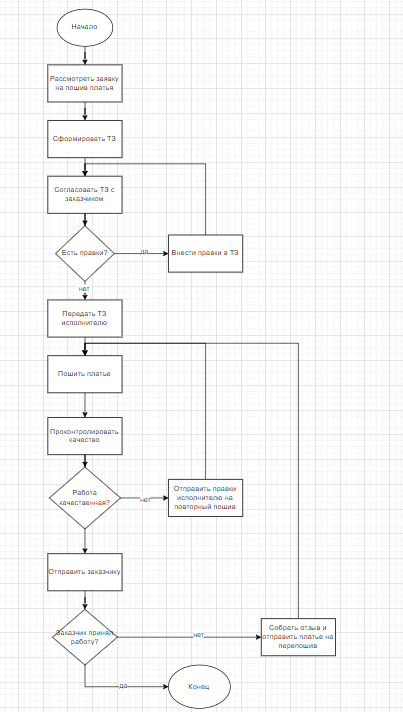 Начало
Рассмотреть заявку
на пошив платья
Сформировать ТЗ
Согласовать ТЗ с
заказчиком
Есть правки?
да
Внести правки в ТЗ
нет
Передать ТЗ
исполнителю
Пошить платье
Проконтролировать
качество
Работа
качественная?
нет
Отправить правки
исполнителю на
повторный пошив
Отправить заказчику
Заказчик принял
работу?
нет
Собрать отзыв и
отправить платье на
перепошив
да
Конец